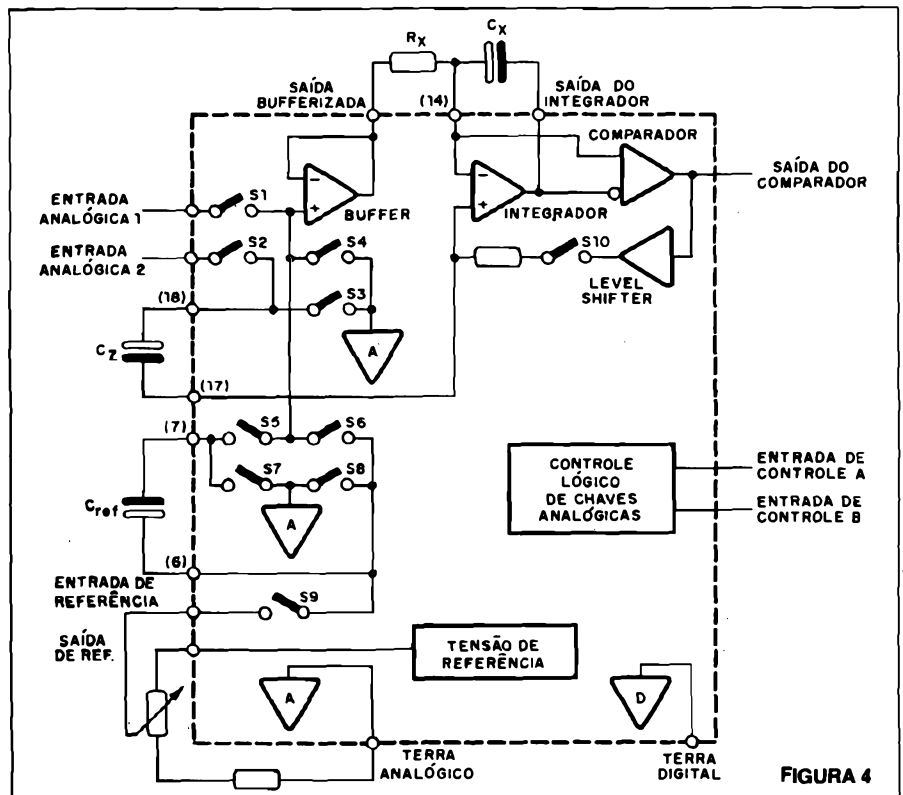 RX
CX
SAÍDA
BUFFERIZADA
(14)
SAÍDA DO
INTEGRADOR
COMPARADOR
SAÍDA DO
COMPARADOR
−
+
BUFFER
−
+
INTEGRADOR
ENTRADA
ANALÓGICA 1
S1
ENTRADA
ANALÓGICA 2
S2
S4
S10
LEVEL
SHIFTER
(18)
S3
A
CZ
(17)
(7)
S5
S6
S7
S8
A
Cref
(6)
CONTROLE
LÓGICO
DE CHAVES
ANALÓGICAS
ENTRADA DE
CONTROLE A
ENTRADA DE
CONTROLE B
ENTRADA DE
REFERÊNCIA
S9
SAÍDA
DE REF.
TENSÃO DE
REFERÊNCIA
A
D
TERRA
ANALÓGICO
TERRA
DIGITAL
FIGURA 4